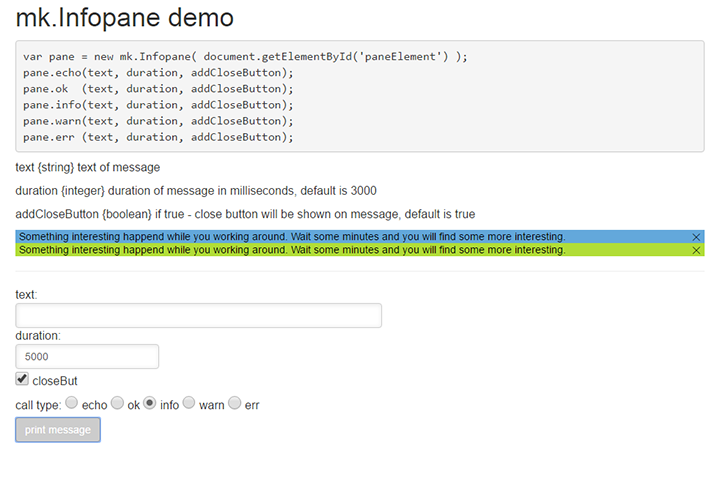 mk.Infopane demo
var pane = new mk.Infopane( document.getElementById('paneElement') );
pane.echo(text, duration, addCloseButton);
pane.ok  (text, duration, addCloseButton);
pane.info(text, duration, addCloseButton);
pane.warn(text, duration, addCloseButton);
pane.err (text, duration, addCloseButton);
text {string} text of message
duration {integer} duration of message in milliseconds, default is 3000
addCloseButton {boolean} if true - close button will be shown on message, default is true
Something interesting happend while you working around. Wait some minutes and you will find some more interesting.
Something interesting happend while you working around. Wait some minutes and you will find some more interesting.
text:
duration:
5000
closeBut
call type: echo ok info warn err
print message